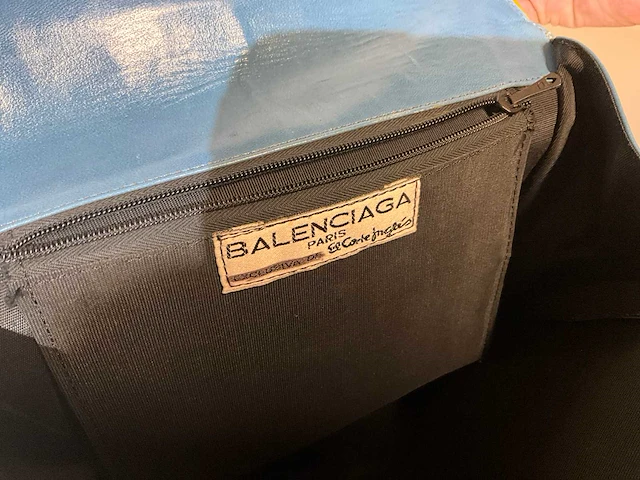 BALENCIAGA
PARIS
EXCLUSIVA DE El Corte Inglés